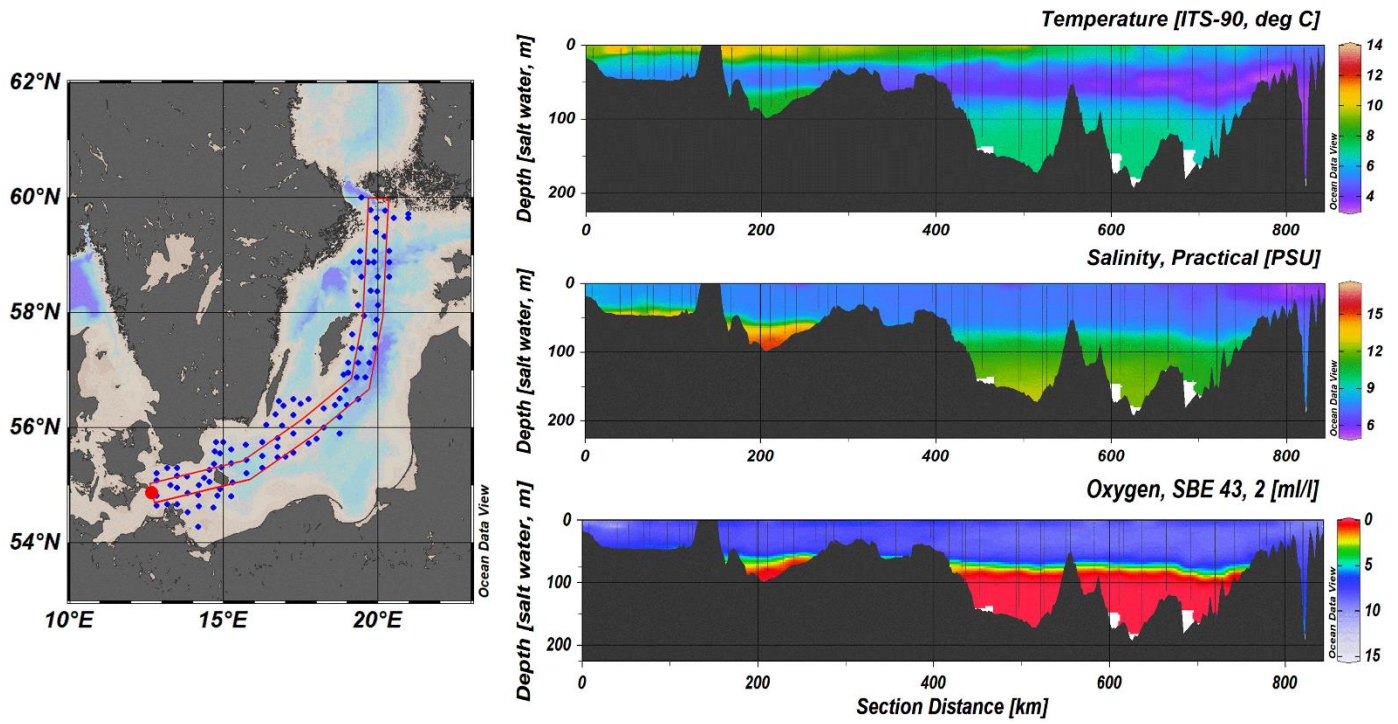 62°N
60°N
58°N
56°N
54°N
10°E 15°E 20°E
Ocean Data View
Temperature [ITS-90, deg C]
Depth [salt water, m]
0
100
200
0 200 400 600 800
14
12
10
8
6
4
Ocean Data View
Salinity, Practical [PSU]
Depth [salt water, m]
0
100
200
0 200 400 600 800
15
12
9
6
Ocean Data View
Oxygen, SBE 43, 2 [ml/l]
Depth [salt water, m]
0
100
200
0 200 400 600 800
Section Distance [km]
0
5
10
15
Ocean Data View